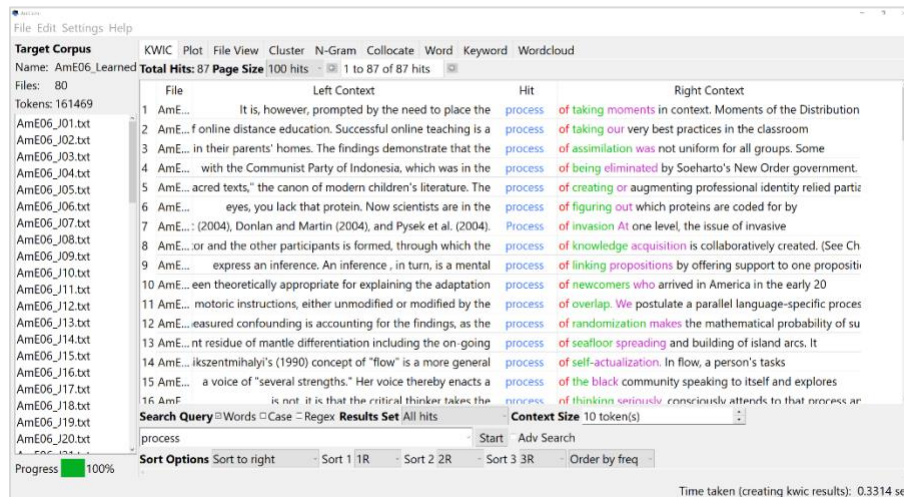 File Edit Settings Help
Target Corpus
Name: AmE06_Learned
Files: 80
Tokens: 161469
AmE06_J01.txt
AmE06_J02.txt
AmE06_J03.txt
AmE06_J04.txt
AmE06_J05.txt
AmE06_J06.txt
AmE06_J07.txt
AmE06_J08.txt
AmE06_J09.txt
AmE06_J10.txt
AmE06_J11.txt
AmE06_J12.txt
AmE06_J13.txt
AmE06_J14.txt
AmE06_J15.txt
AmE06_J16.txt
AmE06_J17.txt
AmE06_J18.txt
AmE06_J19.txt
AmE06_J20.txt
Progress 100%
KWIC Plot File View Cluster N-Gram Collocate Word Keyword Wordcloud
Total Hits: 87 Page Size 100 hits 1 to 87 of 87 hits
File Left Context Hit Right Context
1 AmE... It is, however, prompted by the need to place the process of taking moments in context. Moments of the Distribution
2 AmE... f online distance education. Successful online teaching is a process of taking our very best practices in the classroom
3 AmE... in their parents' homes. The findings demonstrate that the process of assimilation was not uniform for all groups. Some
4 AmE... with the Communist Party of Indonesia, which was in the process of being eliminated by Soeharto's New Order government.
5 AmE... acred texts," the canon of modern children's literature. The process of creating or augmenting professional identity relied partia
6 AmE... eyes, you lack that protein. Now scientists are in the process of figuring out which proteins are coded for by
7 AmE... : (2004), Donlan and Martin (2004), and Pysek et al. (2004). Process of invasion At one level, the issue of invasive
8 AmE... :or and the other participants is formed, through which the process of knowledge acquisition is collaboratively created. (See Ch
9 AmE... express an inference. An inference , in turn, is a mental process of linking propositions by offering support to one propositi
10 AmE... een theoretically appropriate for explaining the adaptation process of newcomers who arrived in America in the early 20
11 AmE... motoric instructions, either unmodified or modified by the process of overlap. We postulate a parallel language-specific proces
12 AmE... easured confounding is accounting for the findings, as the process of randomization makes the mathematical probability of su
13 AmE... nt residue of mantle differentiation including the on-going process of seafloor spreading and building of island arcs. It
14 AmE... ikszentmihalyi's (1990) concept of "flow" is a more general process of self-actualization. In flow, a person's tasks
15 AmE... a voice of "several strengths." Her voice thereby enacts a process of the black community speaking to itself and explores
16 AmE... is not, it is that the critical thinker takes the process of thinking seriously, consciously attends to that process an
Search Query Words Case Regex Results Set All hits Context Size 10 token(s)
process Start Adv Search
Sort Options Sort to right Sort 1 1R Sort 2 2R Sort 3 3R Order by freq
Time taken (creating kwic results): 0.3314 se